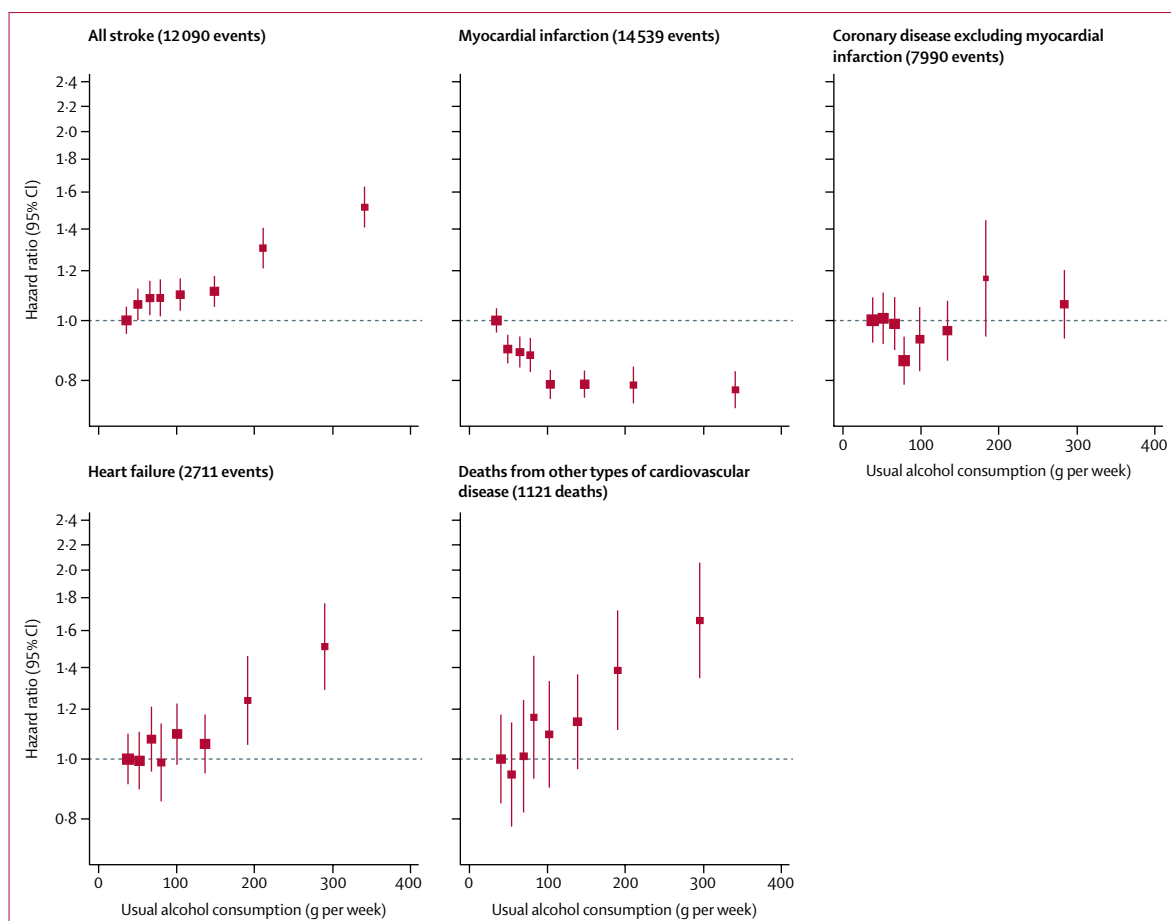 All stroke (12 090 events)
Myocardial infarction (14 539 events)
Coronary disease excluding myocardial
infarction (7990 events)
Hazard ratio (95% CI)
2·4
2·2
2·0
1·8
1·6
1·4
1·2
1·0
0·8
0
100
200
300
400
Usual alcohol consumption (g per week)
Heart failure (2711 events)
Deaths from other types of cardiovascular
disease (1121 deaths)
Hazard ratio (95% CI)
2·4
2·2
2·0
1·8
1·6
1·4
1·2
1·0
0·8
0
100
200
300
400
Usual alcohol consumption (g per week)
0
100
200
300
400
Usual alcohol consumption (g per week)